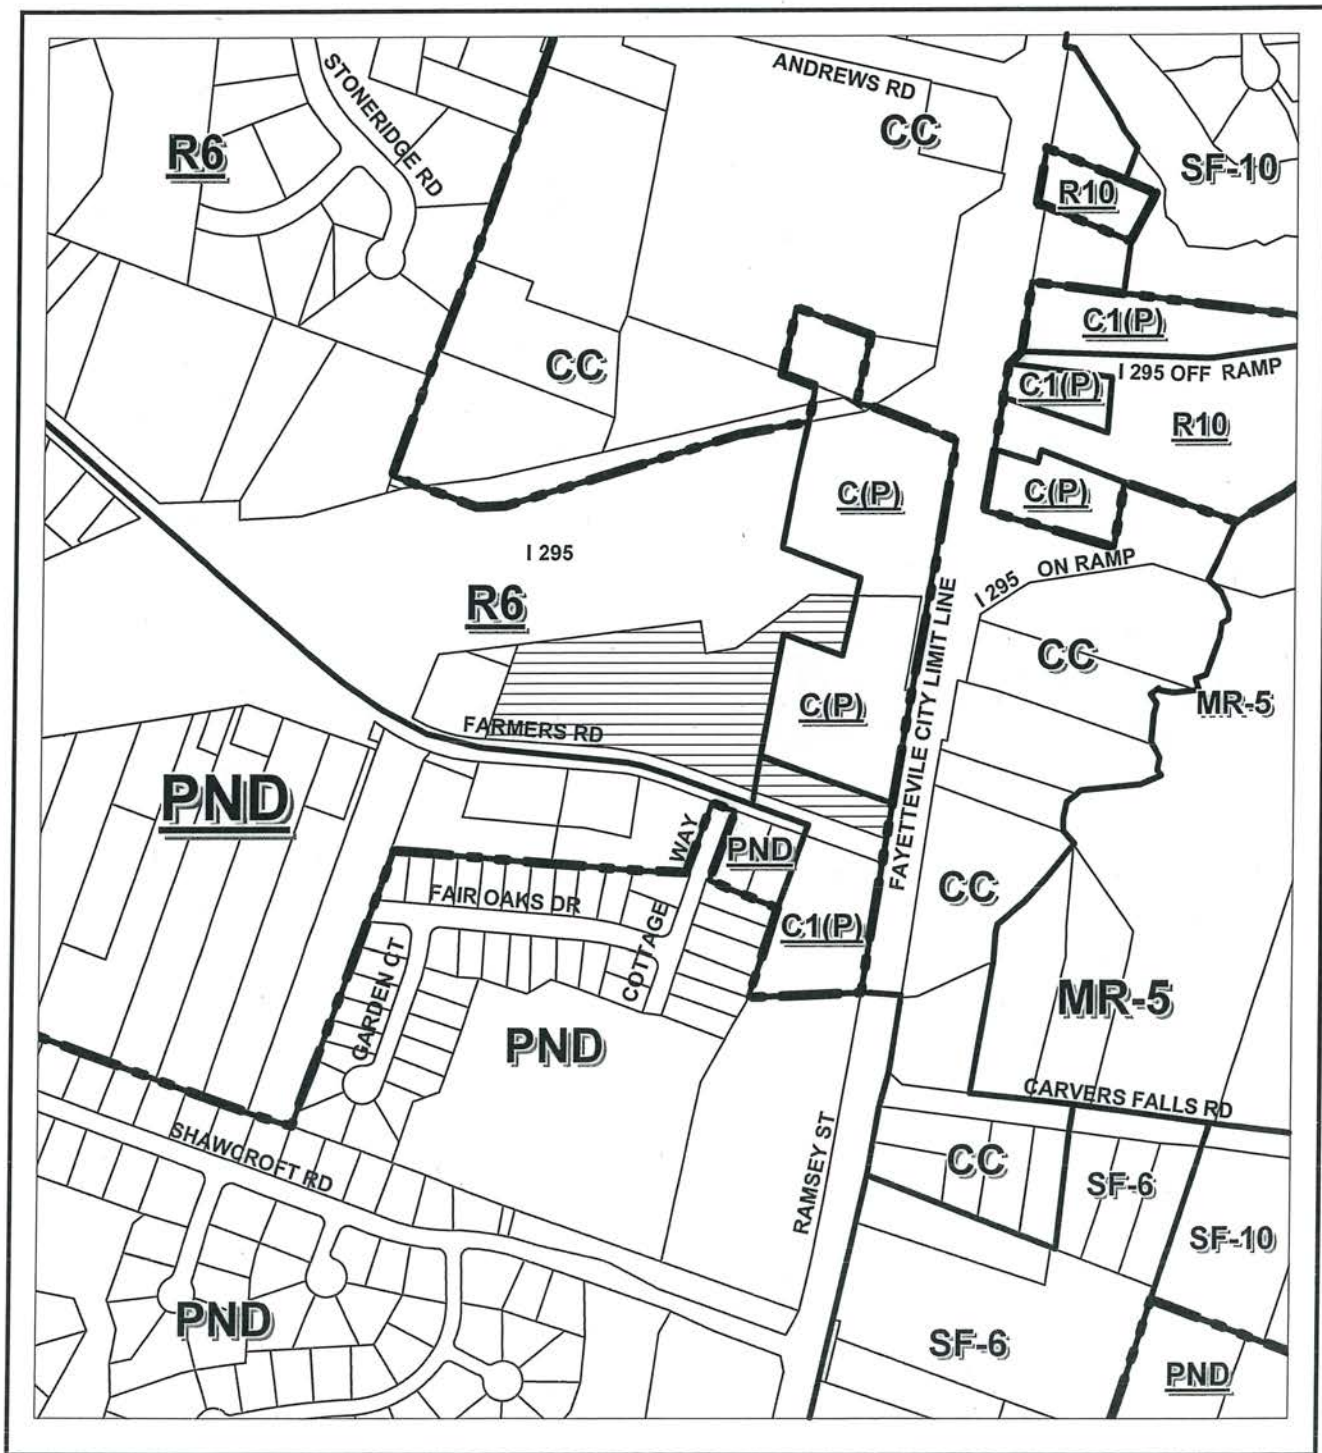 ANDREWS RD
STONERIDGE RD
CC
R6
SF-10
R10
C1(P)
CC
I 295 OFF RAMP
C1(P)
R10
C(P)
C(P)
I 295
I 295 ON RAMP
R6
FAYETTEVILE CITY LIMIT LINE
CC
MR-5
C(P)
FARMERS RD
PND
WAY
PND
CC
FAIR OAKS DR
C1(P)
COTTAGE
GARDEN CT
MR-5
PND
CARVERS FALLS RD
SHAWCROFT RD
RAMSEY ST
CC
SF-6
SF-10
PND
SF-6
PND